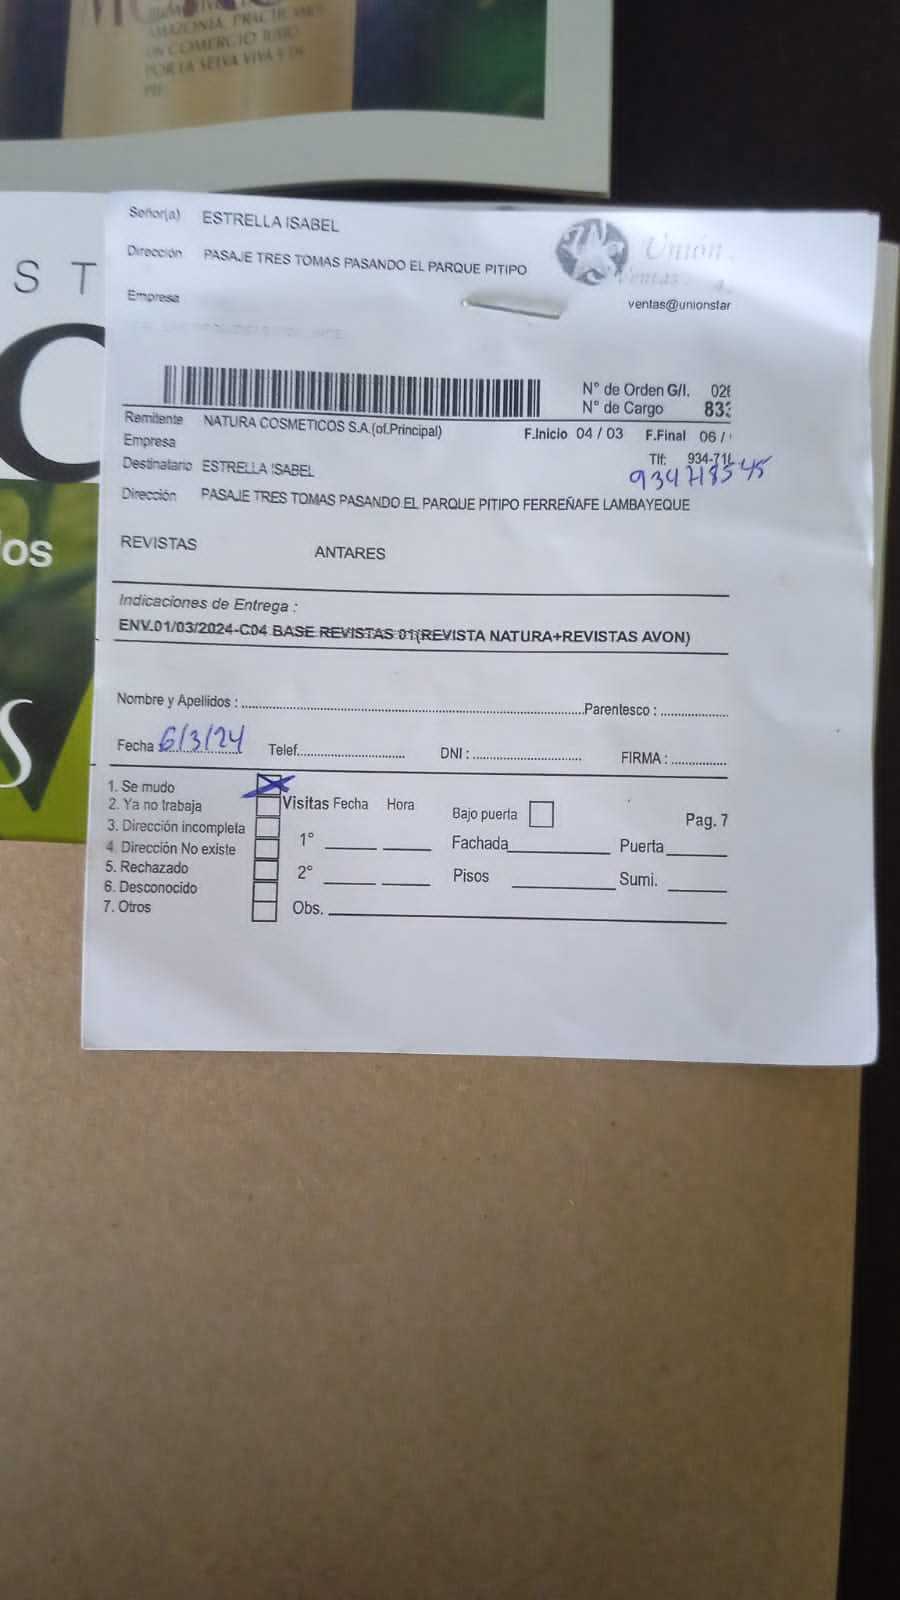 AMAZONIA, PRACTICAMOS
UN COMERCIO JUSTO
POR LA SELVA VIVA Y DE
PIE
Señor(a) ESTRELLA ISABEL
Dirección PASAJE TRES TOMAS PASANDO EL PARQUE PITIPO
Empresa
Unión
Ventas
ventas@unionstar
N° de Orden G/I. 028
N° de Cargo 833
Remitente NATURA COSMETICOS S.A.(of.Principal)
F.Inicio 04 / 03 F.Final 06 /
Empresa
Tlf: 934-718
934718545
Destinatario ESTRELLA ISABEL
Dirección PASAJE TRES TOMAS PASANDO EL PARQUE PITIPO FERREÑAFE LAMBAYEQUE
REVISTAS ANTARES
Indicaciones de Entrega :
ENV.01/03/2024-C04 BASE REVISTAS 01(REVISTA NATURA+REVISTAS AVON)
Nombre y Apellidos : Parentesco :
Fecha 6/3/24 Telef. DNI : FIRMA :
1. Se mudo
2. Ya no trabaja
3. Dirección incompleta
4. Dirección No existe
5. Rechazado
6. Desconocido
7. Otros
Visitas Fecha Hora
Bajo puerta
Pag. 7
1° Fachada Puerta
2° Pisos Sumi.
Obs.
S T
C
los
S